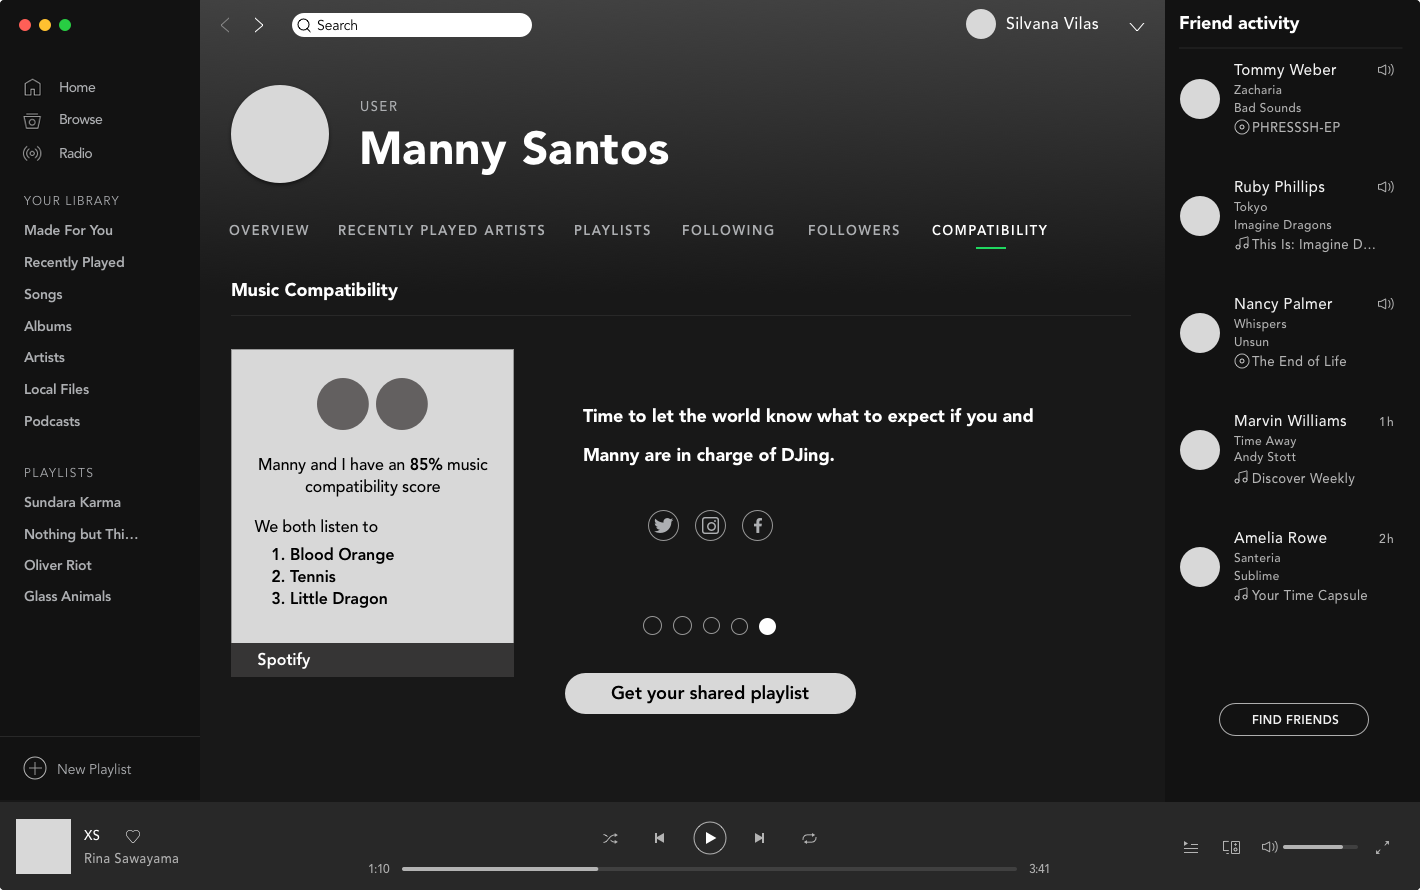 Search
Silvana Vilas
Home
Browse
Radio
YOUR LIBRARY
Made For You
Recently Played
Songs
Albums
Artists
Local Files
Podcasts
PLAYLISTS
Sundara Karma
Nothing but Thi...
Oliver Riot
Glass Animals
New Playlist
USER
Manny Santos
OVERVIEW
RECENTLY PLAYED ARTISTS
PLAYLISTS
FOLLOWING
FOLLOWERS
COMPATIBILITY
Music Compatibility
Manny and I have an 85% music
compatibility score
We both listen to
1. Blood Orange
2. Tennis
3. Little Dragon
Spotify
Time to let the world know what to expect if you and
Manny are in charge of DJing.
Get your shared playlist
Friend activity
Tommy Weber
Zacharia
Bad Sounds
PHRESSSH-EP
Ruby Phillips
Tokyo
Imagine Dragons
This Is: Imagine D...
Nancy Palmer
Whispers
Unsun
The End of Life
Marvin Williams 1h
Time Away
Andy Stott
Discover Weekly
Amelia Rowe 2h
Santeria
Sublime
Your Time Capsule
FIND FRIENDS
XS
Rina Sawayama
1:10
3:41